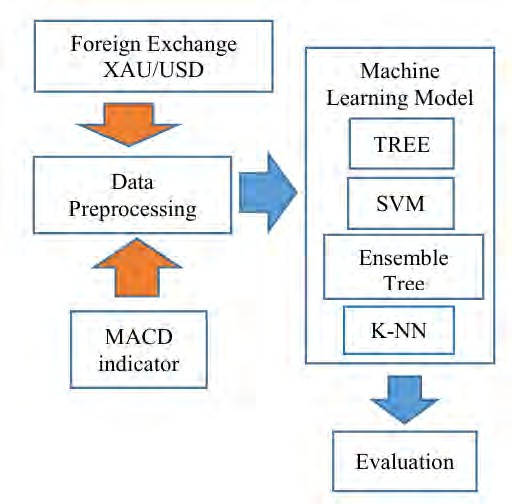 Foreign Exchange
XAU/USD
Data
Preprocessing
MACD
indicator
Machine
Learning Model
TREE
SVM
Ensemble
Tree
K-NN
Evaluation